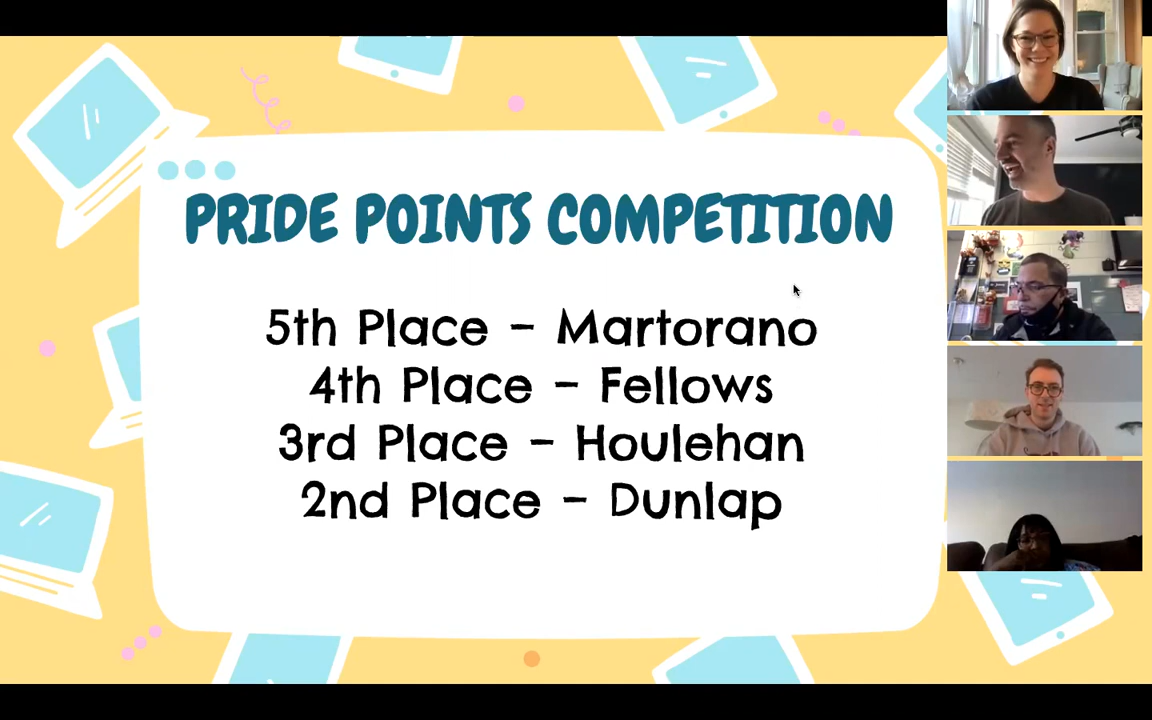 PRIDE POINTS COMPETITION
5th Place - Martorano
4th Place - Fellows
3rd Place - Houlehan
2nd Place - Dunlap